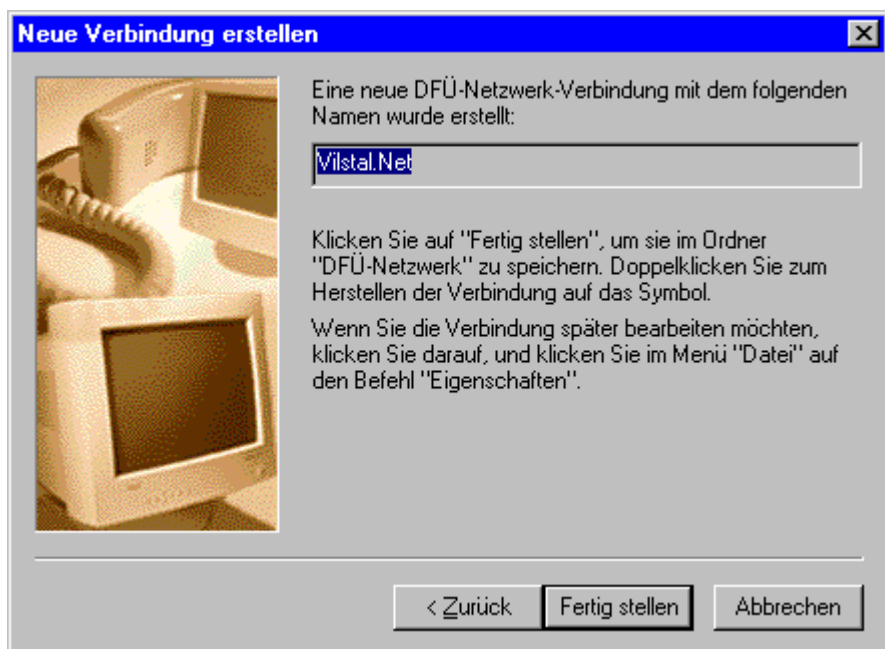 Neue Verbindung erstellen
Eine neue DFÜ-Netzwerk-Verbindung mit dem folgenden
Namen wurde erstellt:
Vilstal.Net
Klicken Sie auf "Fertig stellen", um sie im Ordner
"DFÜ-Netzwerk" zu speichern. Doppelklicken Sie zum
Herstellen der Verbindung auf das Symbol.
Wenn Sie die Verbindung später bearbeiten möchten,
klicken Sie darauf, und klicken Sie im Menü "Datei" auf
den Befehl "Eigenschaften".
< Zurück
Fertig stellen
Abbrechen